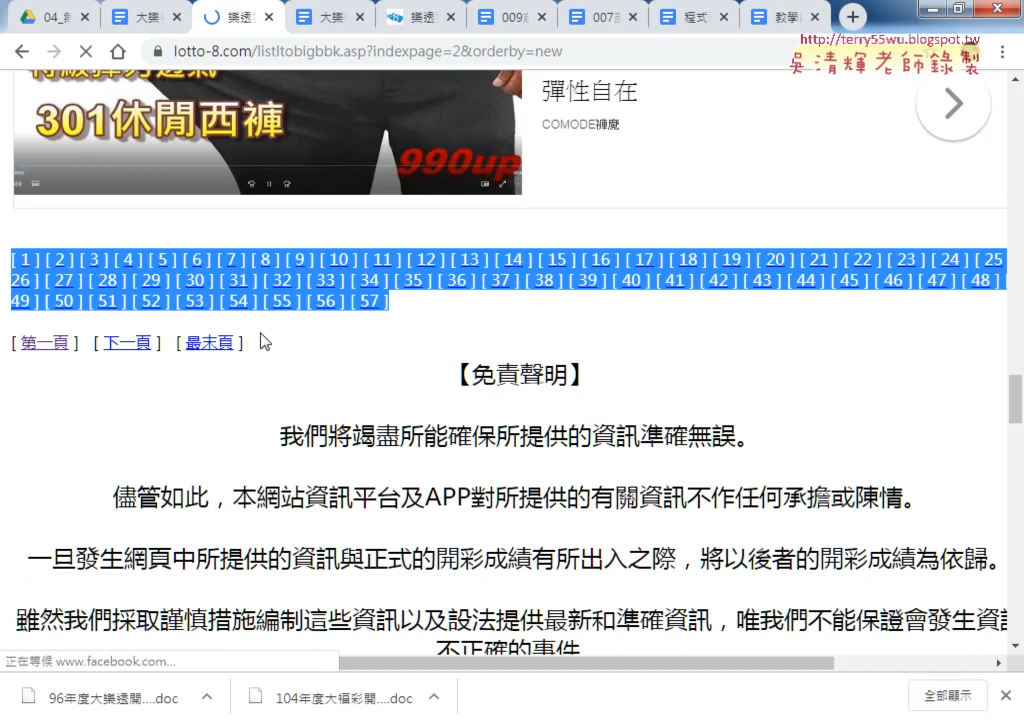 04_自
大樂
樂透
大樂
樂透
009
007
程式
教學
http://terry55wu.blogspot.tw
吳清輝老師錄製
lotto-8.com/listltobigbbk.asp?indexpage=2&orderby=new
301休閒西褲
990up
彈性自在
COMODE褲魔
[ 1 ] [ 2 ] [ 3 ] [ 4 ] [ 5 ] [ 6 ] [ 7 ] [ 8 ] [ 9 ] [ 10 ] [ 11 ] [ 12 ] [ 13 ] [ 14 ] [ 15 ] [ 16 ] [ 17 ] [ 18 ] [ 19 ] [ 20 ] [ 21 ] [ 22 ] [ 23 ] [ 24 ] [ 25
26 ] [ 27 ] [ 28 ] [ 29 ] [ 30 ] [ 31 ] [ 32 ] [ 33 ] [ 34 ] [ 35 ] [ 36 ] [ 37 ] [ 38 ] [ 39 ] [ 40 ] [ 41 ] [ 42 ] [ 43 ] [ 44 ] [ 45 ] [ 46 ] [ 47 ] [ 48 ]
49 ] [ 50 ] [ 51 ] [ 52 ] [ 53 ] [ 54 ] [ 55 ] [ 56 ] [ 57 ]
[ 第一頁 ] [ 下一頁 ] [ 最末頁 ]
【免責聲明】
我們將竭盡所能確保所提供的資訊準確無誤。
儘管如此，本網站資訊平台及APP對所提供的有關資訊不作任何承擔或陳情。
一旦發生網頁中所提供的資訊與正式的開彩成績有所出入之際，將以後者的開彩成績為依歸。
雖然我們採取謹慎措施編制這些資訊以及設法提供最新和準確資訊，唯我們不能保證會發生資訊
不正確的事件
正在等候 www.facebook.com...
96年度大樂透開....doc
104年度大福彩開....doc
全部顯示